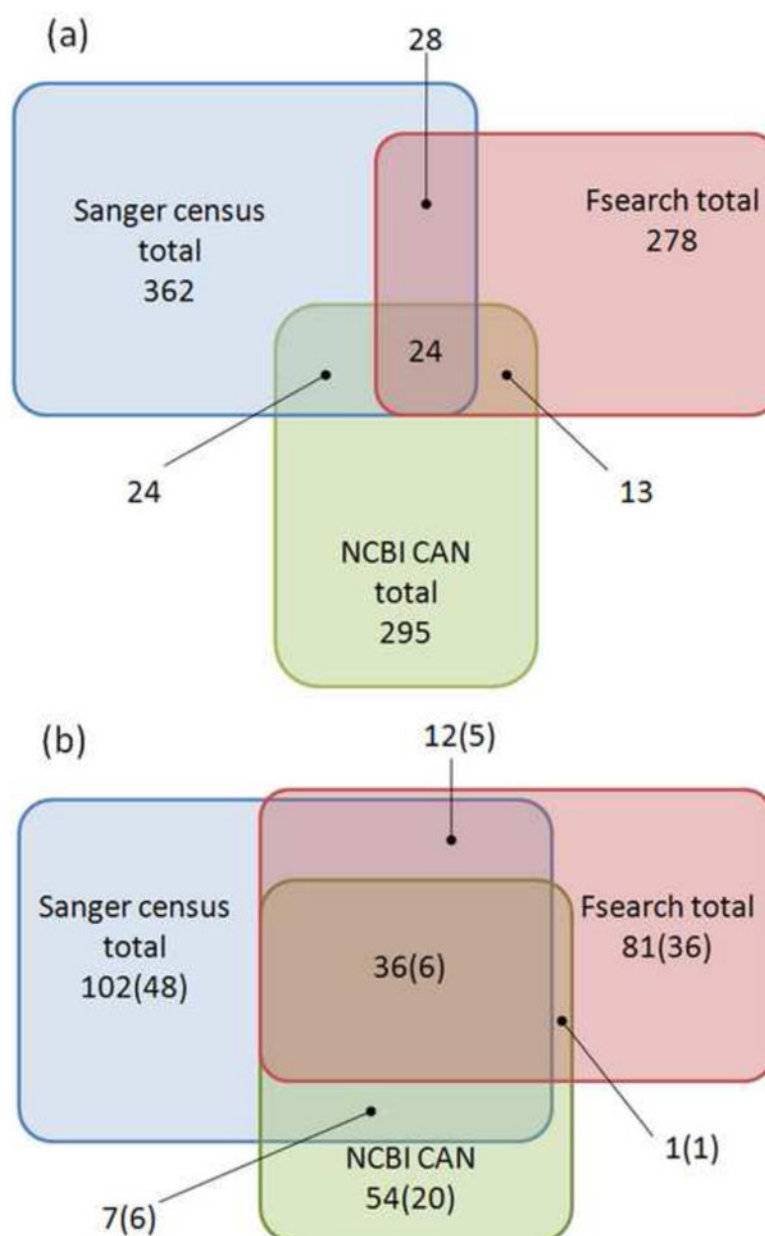 (a)
28
Sanger census
total
362
Fsearch total
278
24
24
13
NCBI CAN
total
295
(b)
12(5)
Sanger census
total
102(48)
Fsearch total
81(36)
36(6)
1(1)
NCBI CAN
54(20)
7(6)